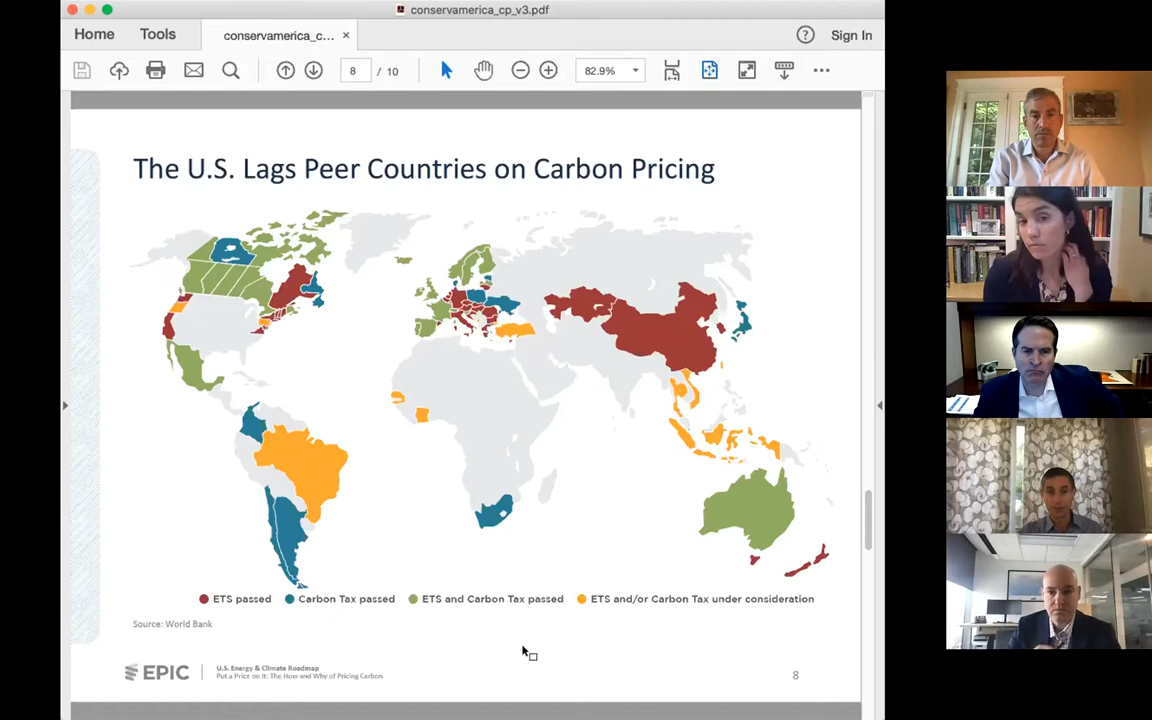 conservamerica_cp_v3.pdf
Home Tools conservamerica_c... × ? Sign In
8 / 10 82.9%
The U.S. Lags Peer Countries on Carbon Pricing
ETS passed Carbon Tax passed ETS and Carbon Tax passed ETS and/or Carbon Tax under consideration
Source: World Bank
EPIC
U.S. Energy & Climate Roadmap
Put a Price on It: The How and Why of Pricing Carbon
8